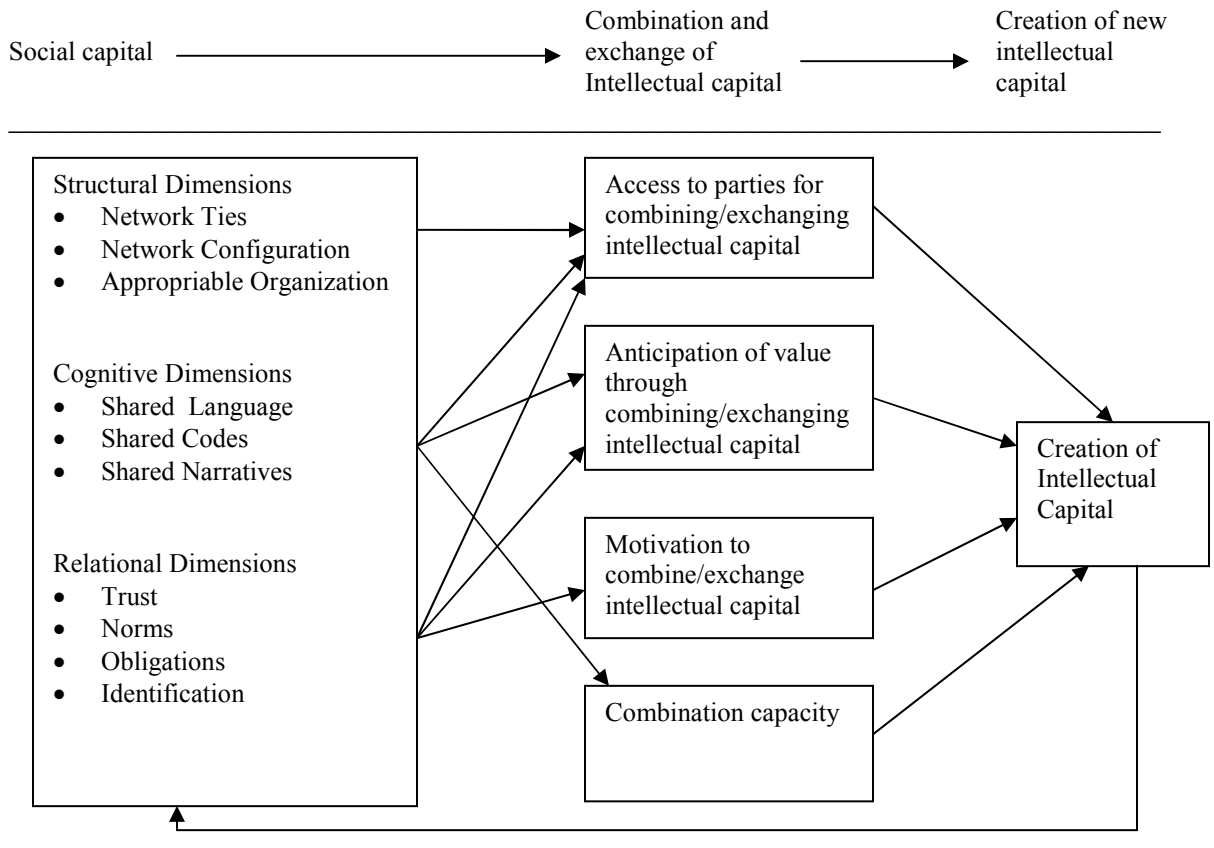 Social capital
Combination and
exchange of
Intellectual capital
Creation of new
intellectual
capital
Structural Dimensions
• Network Ties
• Network Configuration
• Appropriable Organization
Cognitive Dimensions
• Shared Language
• Shared Codes
• Shared Narratives
Relational Dimensions
• Trust
• Norms
• Obligations
• Identification
Access to parties for
combining/exchanging
intellectual capital
Anticipation of value
through
combining/exchanging
intellectual capital
Motivation to
combine/exchange
intellectual capital
Combination capacity
Creation of
Intellectual
Capital